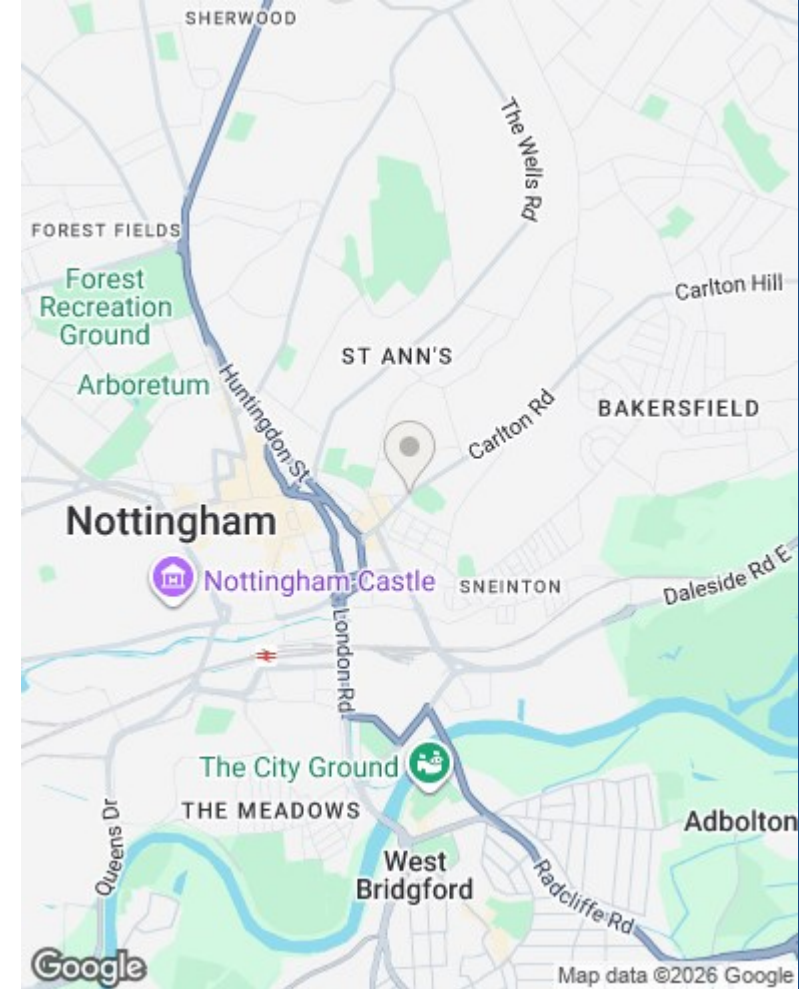 SHERWOOD
The Wells Rd
FOREST FIELDS
Forest
Recreation
Ground
Carlton Hill
ST ANN'S
Arboretum
Huntingdon St
Carlton Rd
BAKERSFIELD
Nottingham
Nottingham Castle
SNEINTON
Daleside Rd E
London Rd
The City Ground
THE MEADOWS
Adbolton
Queens Dr
West
Bridgford
Radcliffe Rd
Google
Map data ©2026 Google